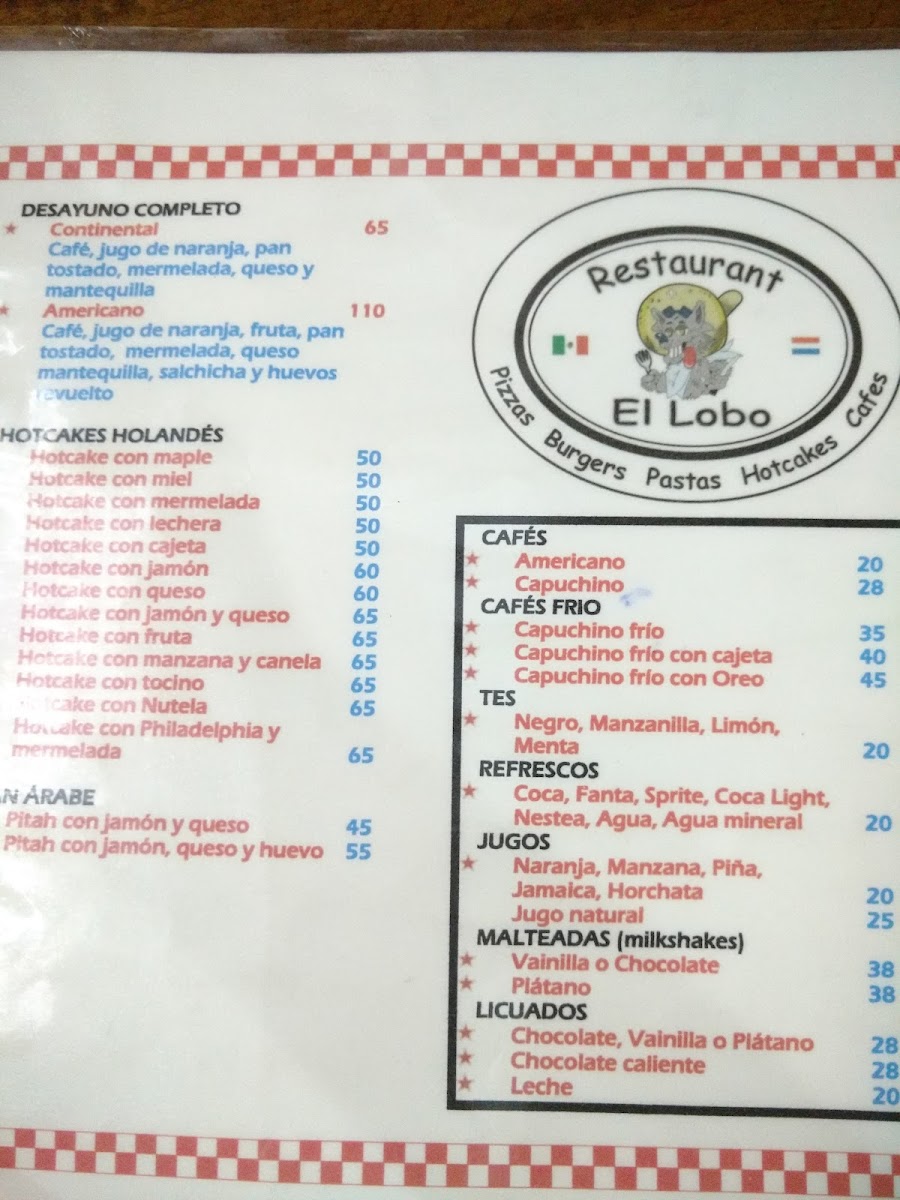 DESAYUNO COMPLETO
Continental 65
Café, jugo de naranja, pan
tostado, mermelada, queso y
mantequilla
Americano 110
Café, jugo de naranja, fruta, pan
tostado, mermelada, queso
mantequilla, salchicha y huevos
revuelto
HOTCAKES HOLANDÉS
Hotcake con maple 50
Hotcake con miel 50
Hotcake con mermelada 50
Hotcake con lechera 50
Hotcake con cajeta 50
Hotcake con jamón 60
Hotcake con queso 60
Hotcake con jamón y queso 65
Hotcake con fruta 65
Hotcake con manzana y canela 65
Hotcake con tocino 65
Hotcake con Nutela 65
Hotcake con Philadelphia y
mermelada 65
AN ÁRABE
Pitah con jamón y queso 45
Pitah con jamón, queso y huevo 55
Restaurant
El Lobo
Pizzas Burgers Pastas Hotcakes Cafes
CAFÉS
Americano 20
Capuchino 28
CAFÉS FRIO
Capuchino frío 35
Capuchino frío con cajeta 40
Capuchino frío con Oreo 45
TES
Negro, Manzanilla, Limón,
Menta 20
REFRESCOS
Coca, Fanta, Sprite, Coca Light,
Nestea, Agua, Agua mineral 20
JUGOS
Naranja, Manzana, Piña,
Jamaica, Horchata 20
Jugo natural 25
MALTEADAS (milkshakes)
Vainilla o Chocolate 38
Plátano 38
LICUADOS
Chocolate, Vainilla o Plátano 28
Chocolate caliente 28
Leche 20